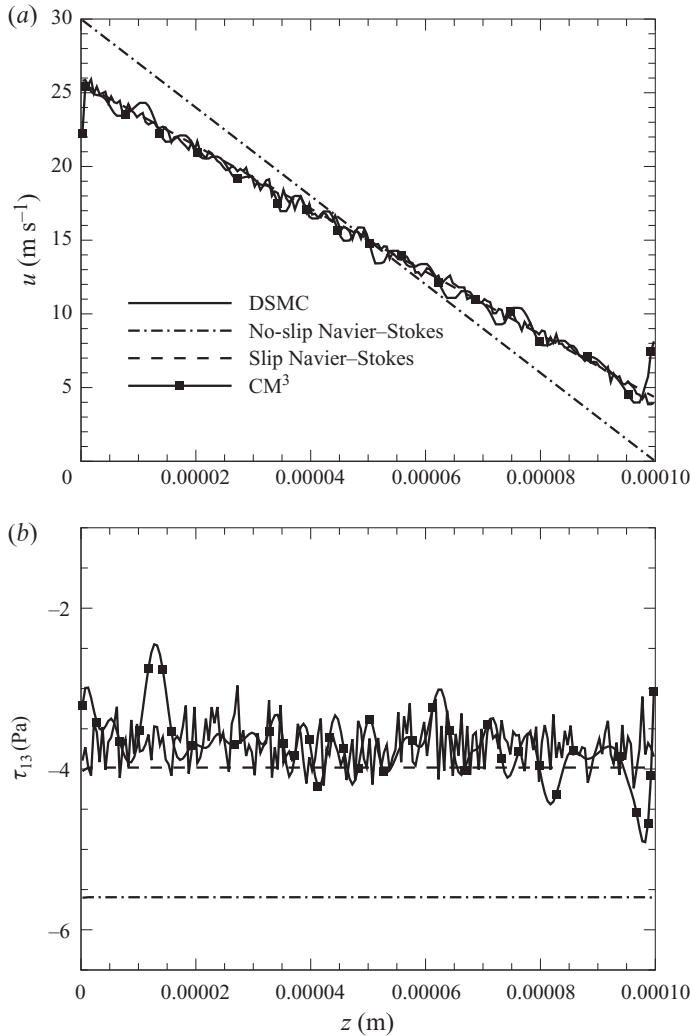 (a)
30
25
20
15
10
5
u (m s⁻¹)
DSMC
No-slip Navier–Stokes
Slip Navier–Stokes
CM³
0
0.00002
0.00004
0.00006
0.00008
0.00010
(b)
–2
–4
–6
τ₁₃ (Pa)
0
0.00002
0.00004
0.00006
0.00008
0.00010
z (m)